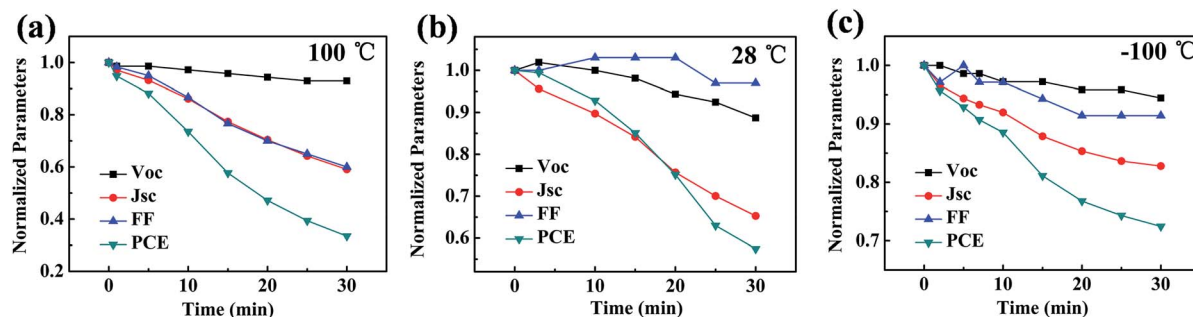 (a)
100 ℃
Normalized Parameters
1.0
0.8
0.6
0.4
0.2
Voc
Jsc
FF
PCE
0 10 20 30
Time (min)
(b)
28 ℃
Normalized Parameters
1.0
0.9
0.8
0.7
0.6
Voc
Jsc
FF
PCE
0 10 20 30
Time (min)
(c)
-100 ℃
Normalized Parameters
1.0
0.9
0.8
0.7
Voc
Jsc
FF
PCE
0 10 20 30
Time (min)